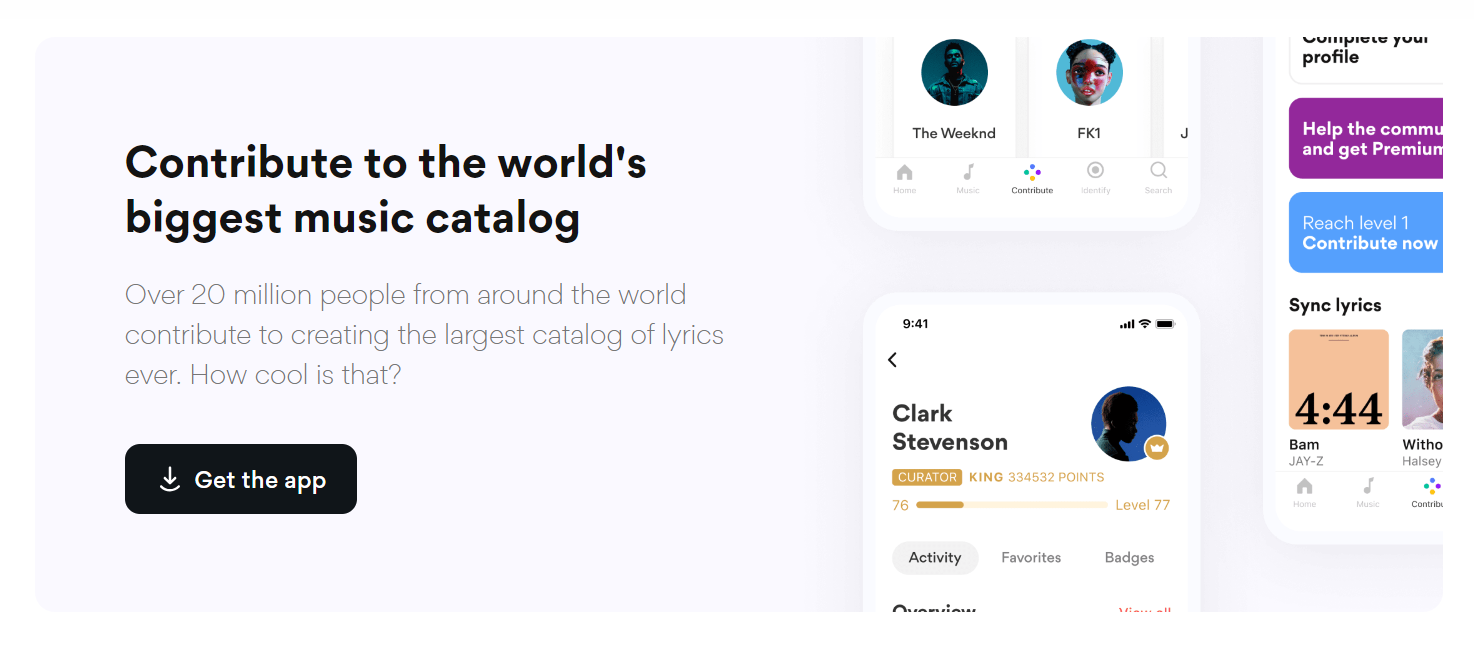 Contribute to the world's
biggest music catalog
Over 20 million people from around the world
contribute to creating the largest catalog of lyrics
ever. How cool is that?
Get the app
The Weeknd
FK1
J
Home
Music
Contribute
Identify
Search
9:41
Clark
Stevenson
CURATOR KING 334532 POINTS
76
Level 77
Activity
Favorites
Badges
Overview
View all
Complete your
profile
Help the commu
and get Premium
Reach level 1
Contribute now
Sync lyrics
4:44
Bam
JAY-Z
Witho
Halsey
Home
Music
Contribu